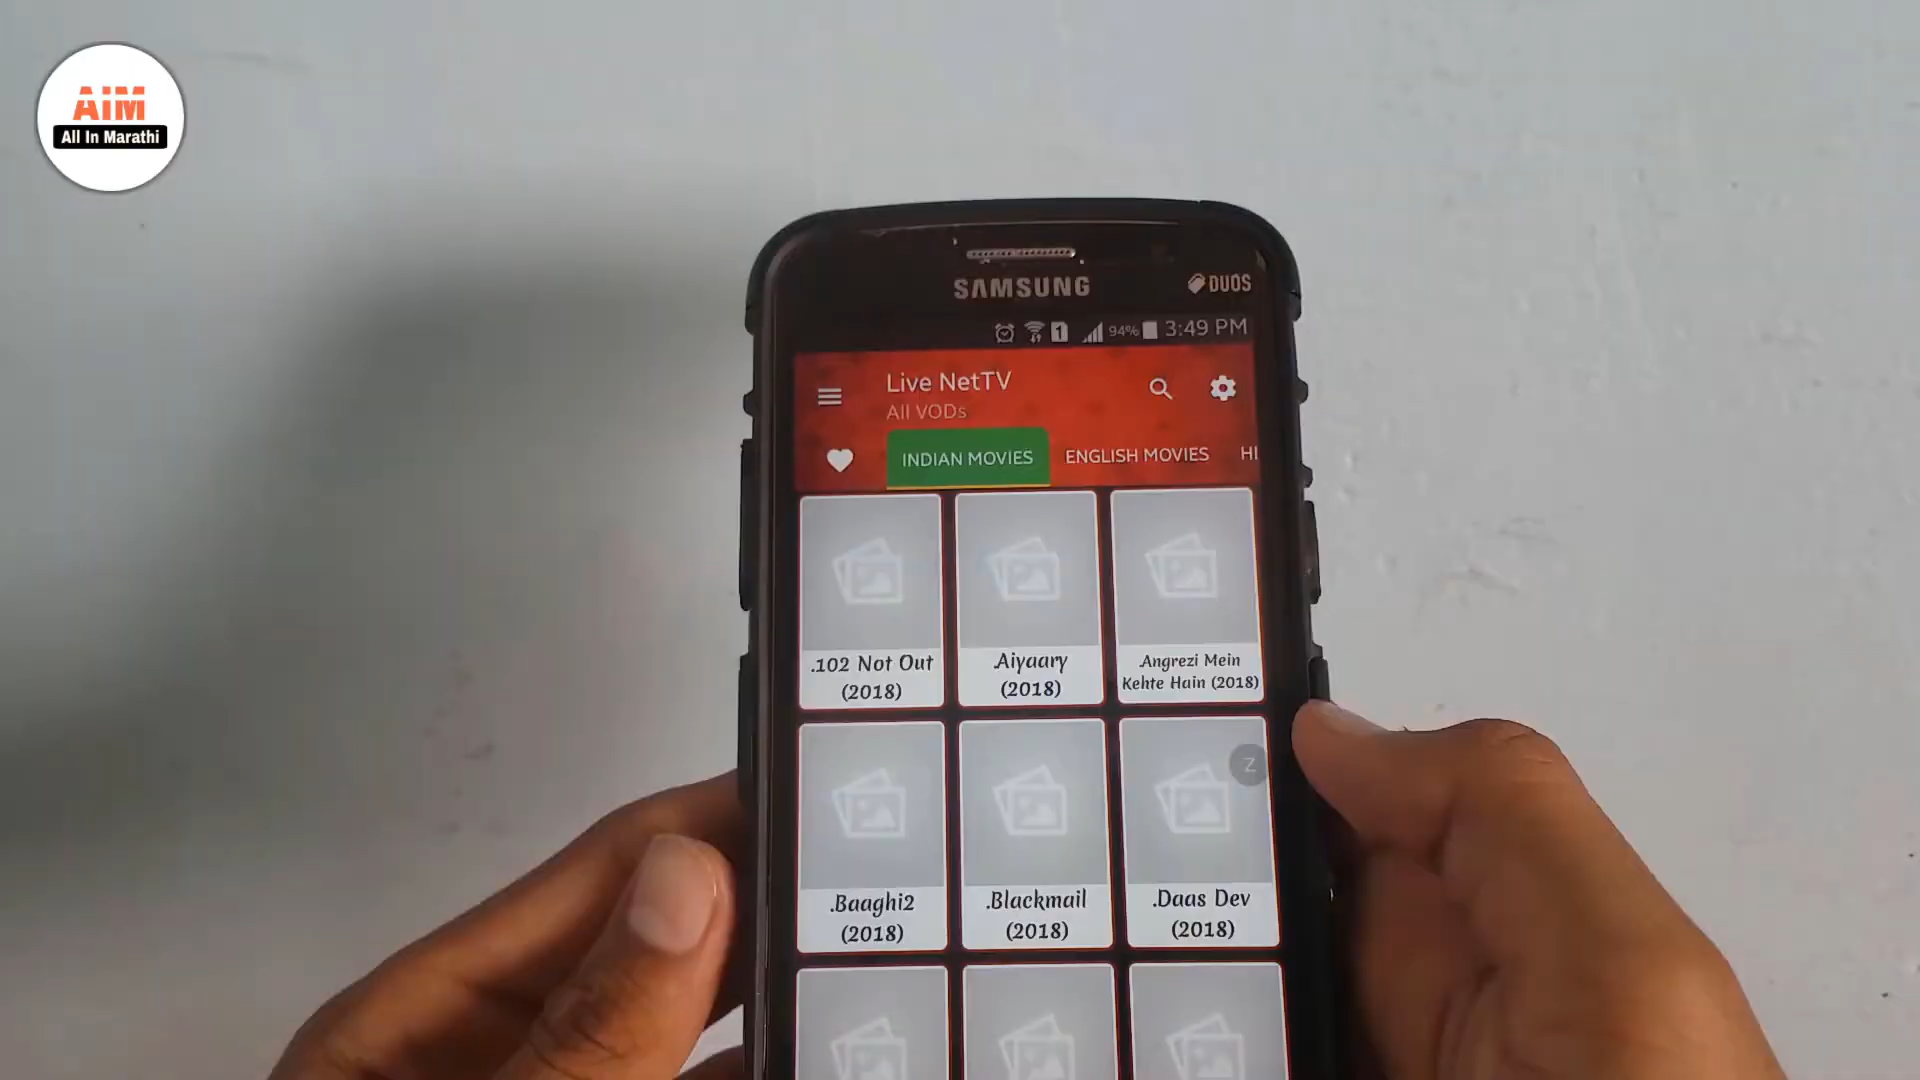 AiM
All In Marathi
SAMSUNG
DUOS
1
94%
3:49 PM
Live NetTV
All VODs
INDIAN MOVIES
ENGLISH MOVIES
HI
.102 Not Out
(2018)
.Aiyaary
(2018)
.Angrezi Mein
Kehte Hain (2018)
Z
.Baaghi2
(2018)
.Blackmail
(2018)
.Daas Dev
(2018)